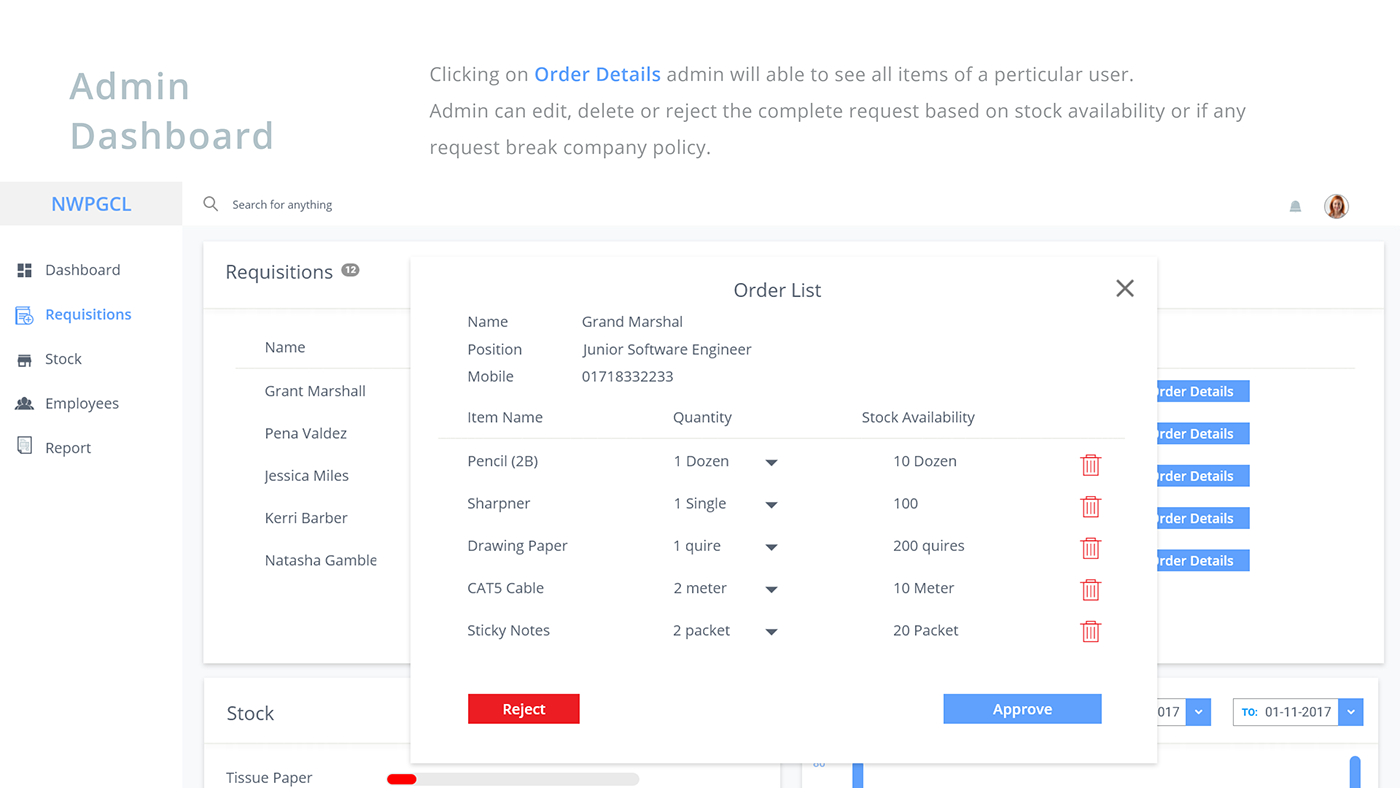 Admin
Dashboard
Clicking on Order Details admin will able to see all items of a perticular user.
Admin can edit, delete or reject the complete request based on stock availability or if any
request break company policy.
NWPGCL
Search for anything
Dashboard
Requisitions
Stock
Employees
Report
Requisitions 12
Name
Grant Marshall
Pena Valdez
Jessica Miles
Kerri Barber
Natasha Gamble
Order List
Name Grand Marshal
Position Junior Software Engineer
Mobile 01718332233
Item Name Quantity Stock Availability
Pencil (2B) 1 Dozen 10 Dozen
Sharpner 1 Single 100
Drawing Paper 1 quire 200 quires
CAT5 Cable 2 meter 10 Meter
Sticky Notes 2 packet 20 Packet
Reject Approve
rder Details
rder Details
rder Details
rder Details
rder Details
Stock
Tissue Paper
017 TO: 01-11-2017